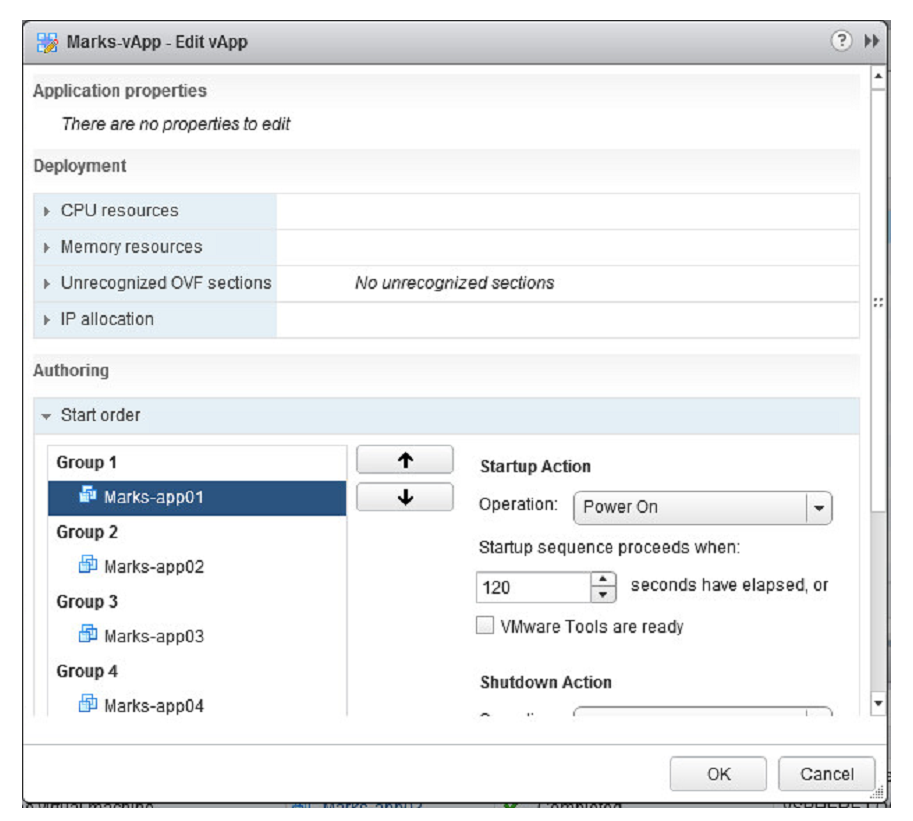 Marks-vApp - Edit vApp
Application properties
There are no properties to edit
Deployment
CPU resources
Memory resources
Unrecognized OVF sections No unrecognized sections
IP allocation
Authoring
Start order
Group 1
Marks-app01
Group 2
Marks-app02
Group 3
Marks-app03
Group 4
Marks-app04
Startup Action
Operation: Power On
Startup sequence proceeds when:
120 seconds have elapsed, or
VMware Tools are ready
Shutdown Action
OK Cancel